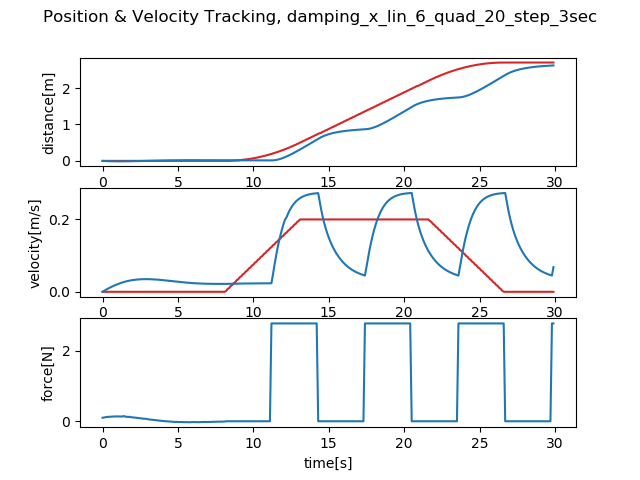 Position & Velocity Tracking, damping_x_lin_6_quad_20_step_3sec
distance[m]
2
1
0
0 5 10 15 20 25 30
velocity[m/s]
0.2
0.0
0 5 10 15 20 25 30
force[N]
2
0
0 5 10 15 20 25 30
time[s]